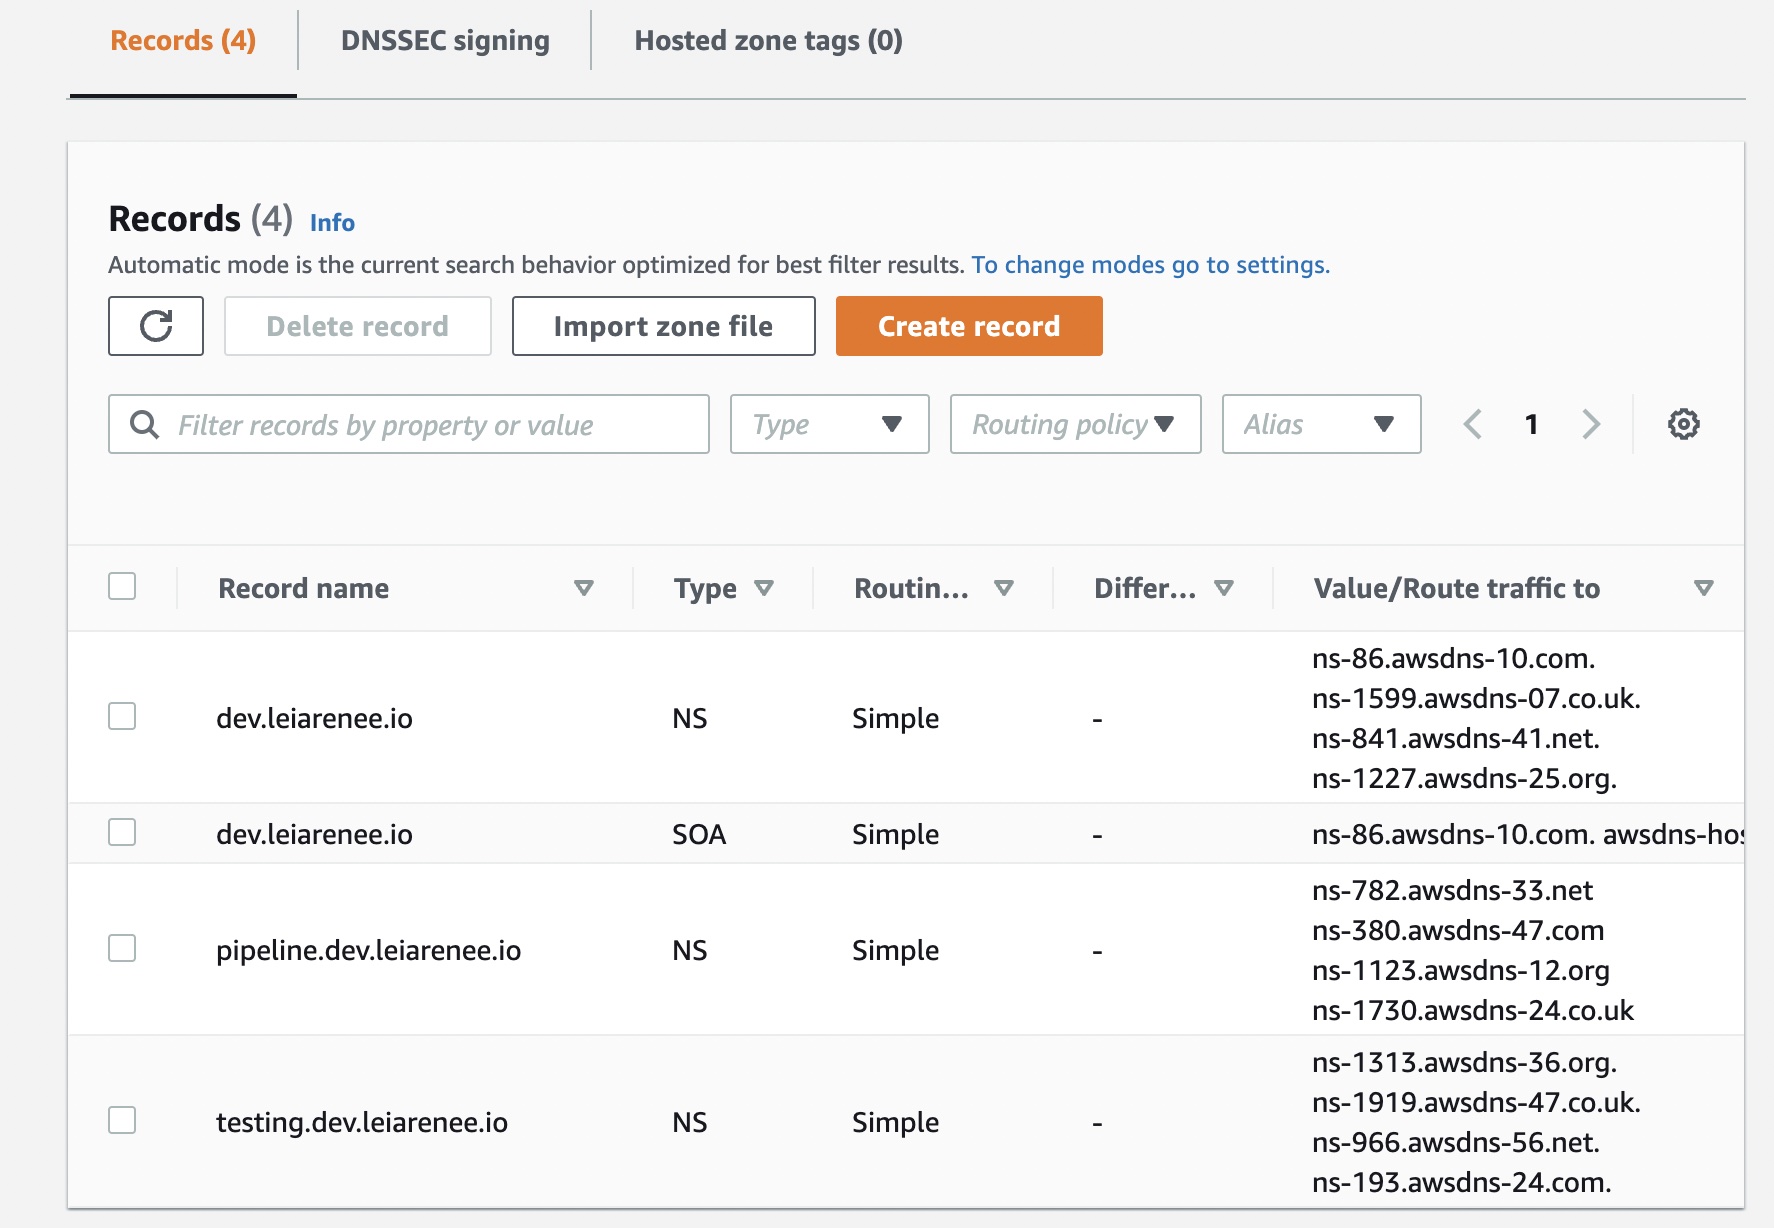 Records (4) DNSSEC signing Hosted zone tags (0)
Records (4) Info
Automatic mode is the current search behavior optimized for best filter results. To change modes go to settings.
Delete record Import zone file Create record
Filter records by property or value Type Routing policy Alias 1
Record name Type Routin... Differ... Value/Route traffic to
ns-86.awsdns-10.com.
ns-1599.awsdns-07.co.uk.
dev.leiarenee.io NS Simple -
ns-841.awsdns-41.net.
ns-1227.awsdns-25.org.
dev.leiarenee.io SOA Simple - ns-86.awsdns-10.com. awsdns-hos
ns-782.awsdns-33.net
ns-380.awsdns-47.com
pipeline.dev.leiarenee.io NS Simple -
ns-1123.awsdns-12.org
ns-1730.awsdns-24.co.uk
ns-1313.awsdns-36.org.
ns-1919.awsdns-47.co.uk.
testing.dev.leiarenee.io NS Simple -
ns-966.awsdns-56.net.
ns-193.awsdns-24.com.